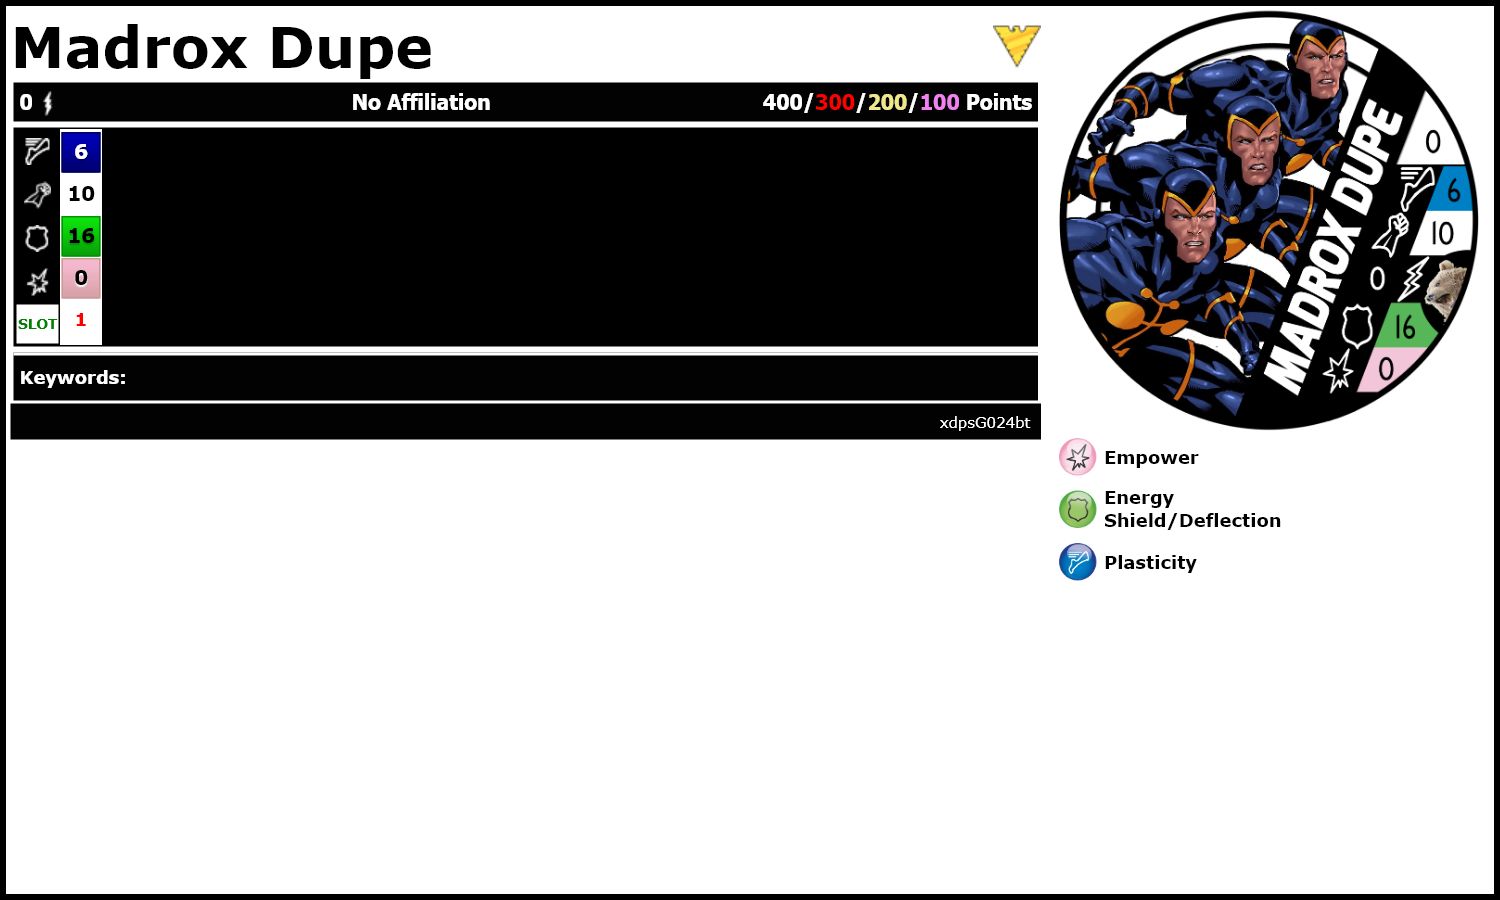 Madrox Dupe
0 No Affiliation 400/300/200/100 Points
6
10
16
0
SLOT 1
Keywords:
xdpsG024bt
MADROX DUPE
0
6
10
0
16
0
Empower
Energy
Shield/Deflection
Plasticity